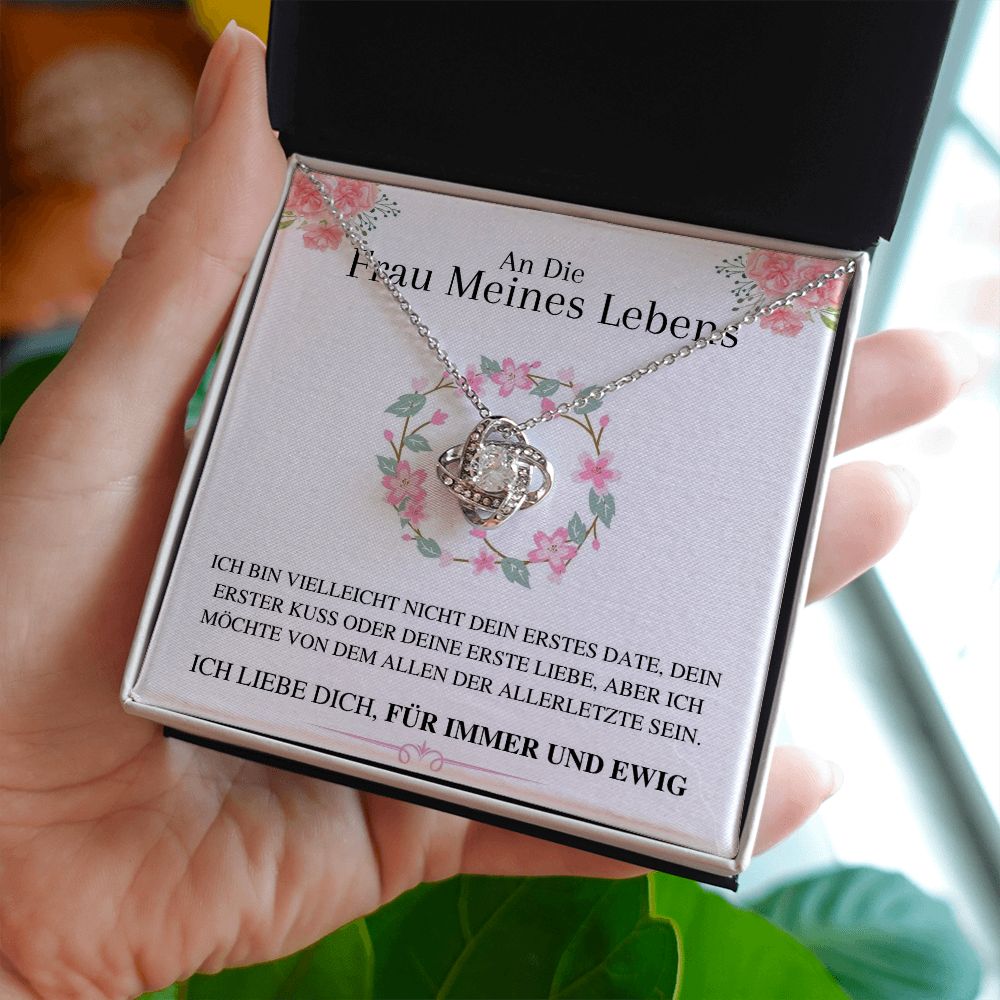 An Die
Frau Meines Lebens
ICH BIN VIELLEICHT NICHT DEIN ERSTES DATE, DEIN
ERSTER KUSS ODER DEINE ERSTE LIEBE, ABER ICH
MÖCHTE VON DEM ALLEN DER ALLERLETZTE SEIN.
ICH LIEBE DICH, FÜR IMMER UND EWIG